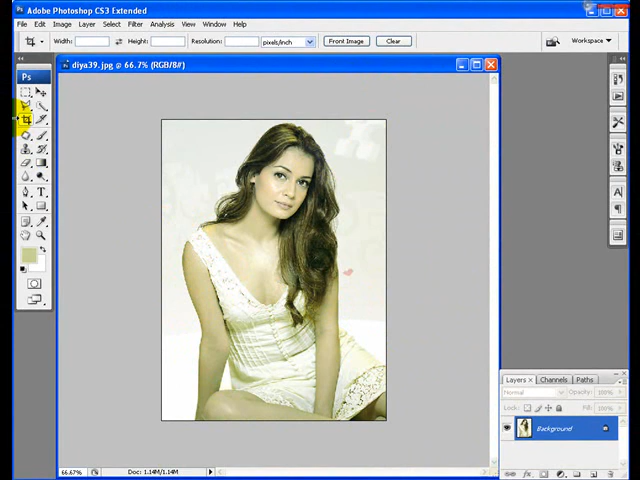 Adobe Photoshop CS3 Extended
File Edit Image Layer Select Filter Analysis View Window Help
Width: Height: Resolution: pixels/inch Front Image Clear Workspace
Ps
diya39.jpg @ 66.7% (RGB/8#)
T
A
Layers Channels Paths
Normal Opacity: 100%
Lock: Fill: 100%
Background
66.67% Doc: 1.14M/1.14M